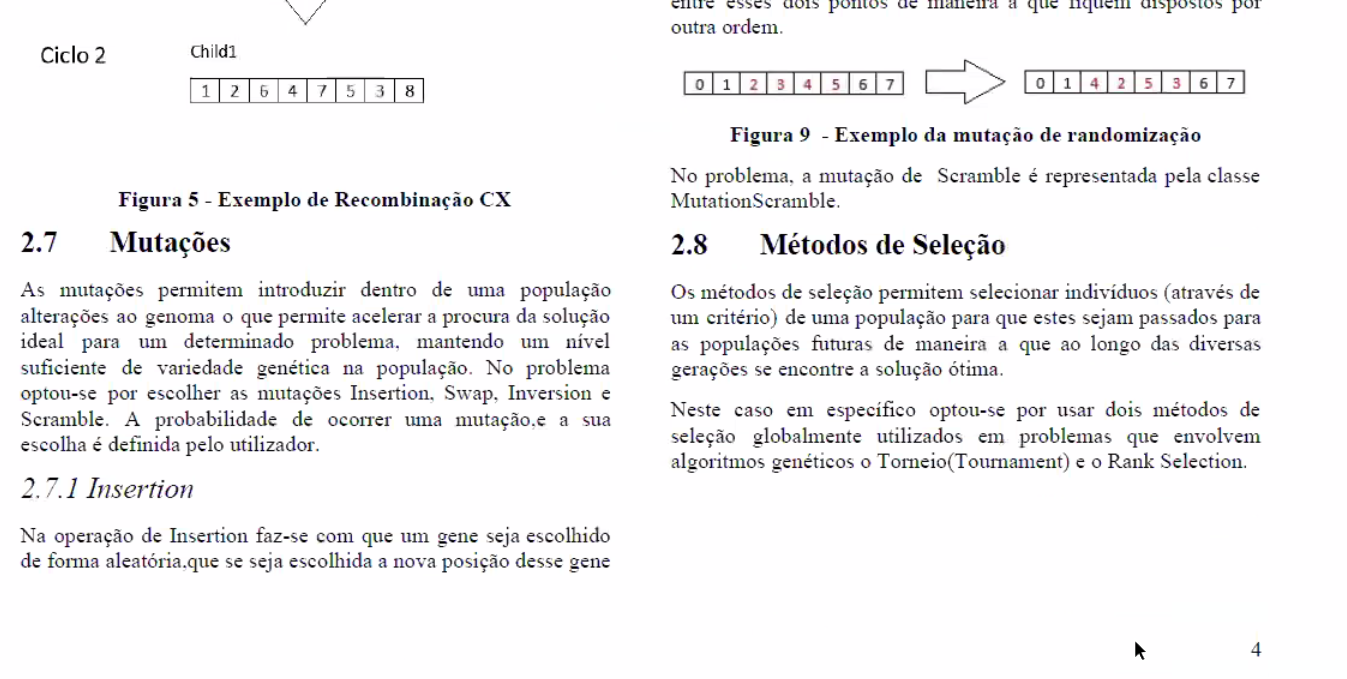 Ciclo 2
Child1
1 2 6 4 7 5 3 8
Figura 5 - Exemplo de Recombinação CX
2.7 Mutações
As mutações permitem introduzir dentro de uma população
alterações ao genoma o que permite acelerar a procura da solução
ideal para um determinado problema, mantendo um nível
suficiente de variedade genética na população. No problema
optou-se por escolher as mutações Insertion, Swap, Inversion e
Scramble. A probabilidade de ocorrer uma mutação,e a sua
escolha é definida pelo utilizador.
2.7.1 Insertion
Na operação de Insertion faz-se com que um gene seja escolhido
de forma aleatória,que se seja escolhida a nova posição desse gene
entre esses dois pontos de maneira a que fiquem dispostos por
outra ordem.
0 1 2 3 4 5 6 7 0 1 4 2 5 3 6 7
Figura 9 - Exemplo da mutação de randomização
No problema, a mutação de Scramble é representada pela classe
MutationScramble.
2.8 Métodos de Seleção
Os métodos de seleção permitem selecionar indivíduos (através de
um critério) de uma população para que estes sejam passados para
as populações futuras de maneira a que ao longo das diversas
gerações se encontre a solução ótima.
Neste caso em específico optou-se por usar dois métodos de
seleção globalmente utilizados em problemas que envolvem
algoritmos genéticos o Torneio(Tournament) e o Rank Selection.
4